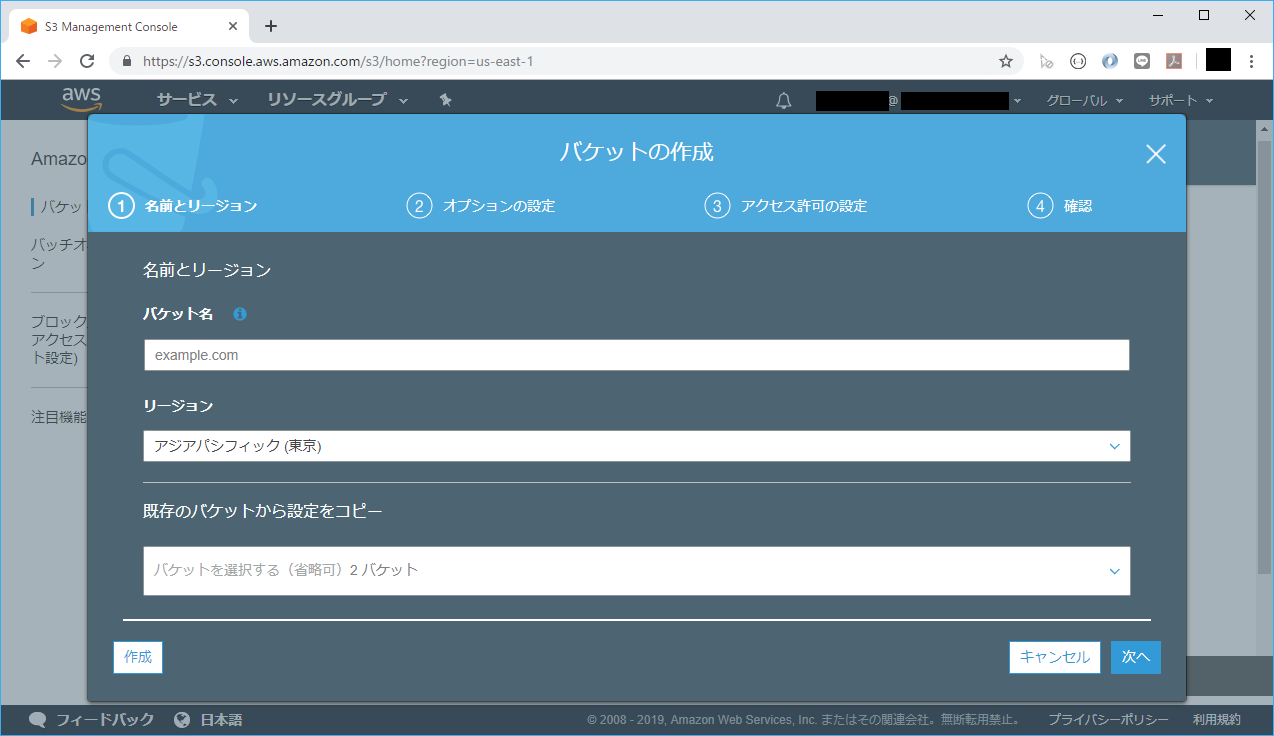 S3 Management Console
https://s3.console.aws.amazon.com/s3/home?region=us-east-1
aws サービス リソースグループ @ グローバル サポート
Amazo
バケッ
バッチオ
ン
ブロック
アクセス
ト設定)
注目機能
バケットの作成
1 名前とリージョン 2 オプションの設定 3 アクセス許可の設定 4 確認
名前とリージョン
バケット名
example.com
リージョン
アジアパシフィック (東京)
既存のバケットから設定をコピー
バケットを選択する（省略可）2 バケット
作成 キャンセル 次へ
フィードバック 日本語 © 2008 - 2019, Amazon Web Services, Inc. またはその関連会社。無断転用禁止。 プライバシーポリシー 利用規約